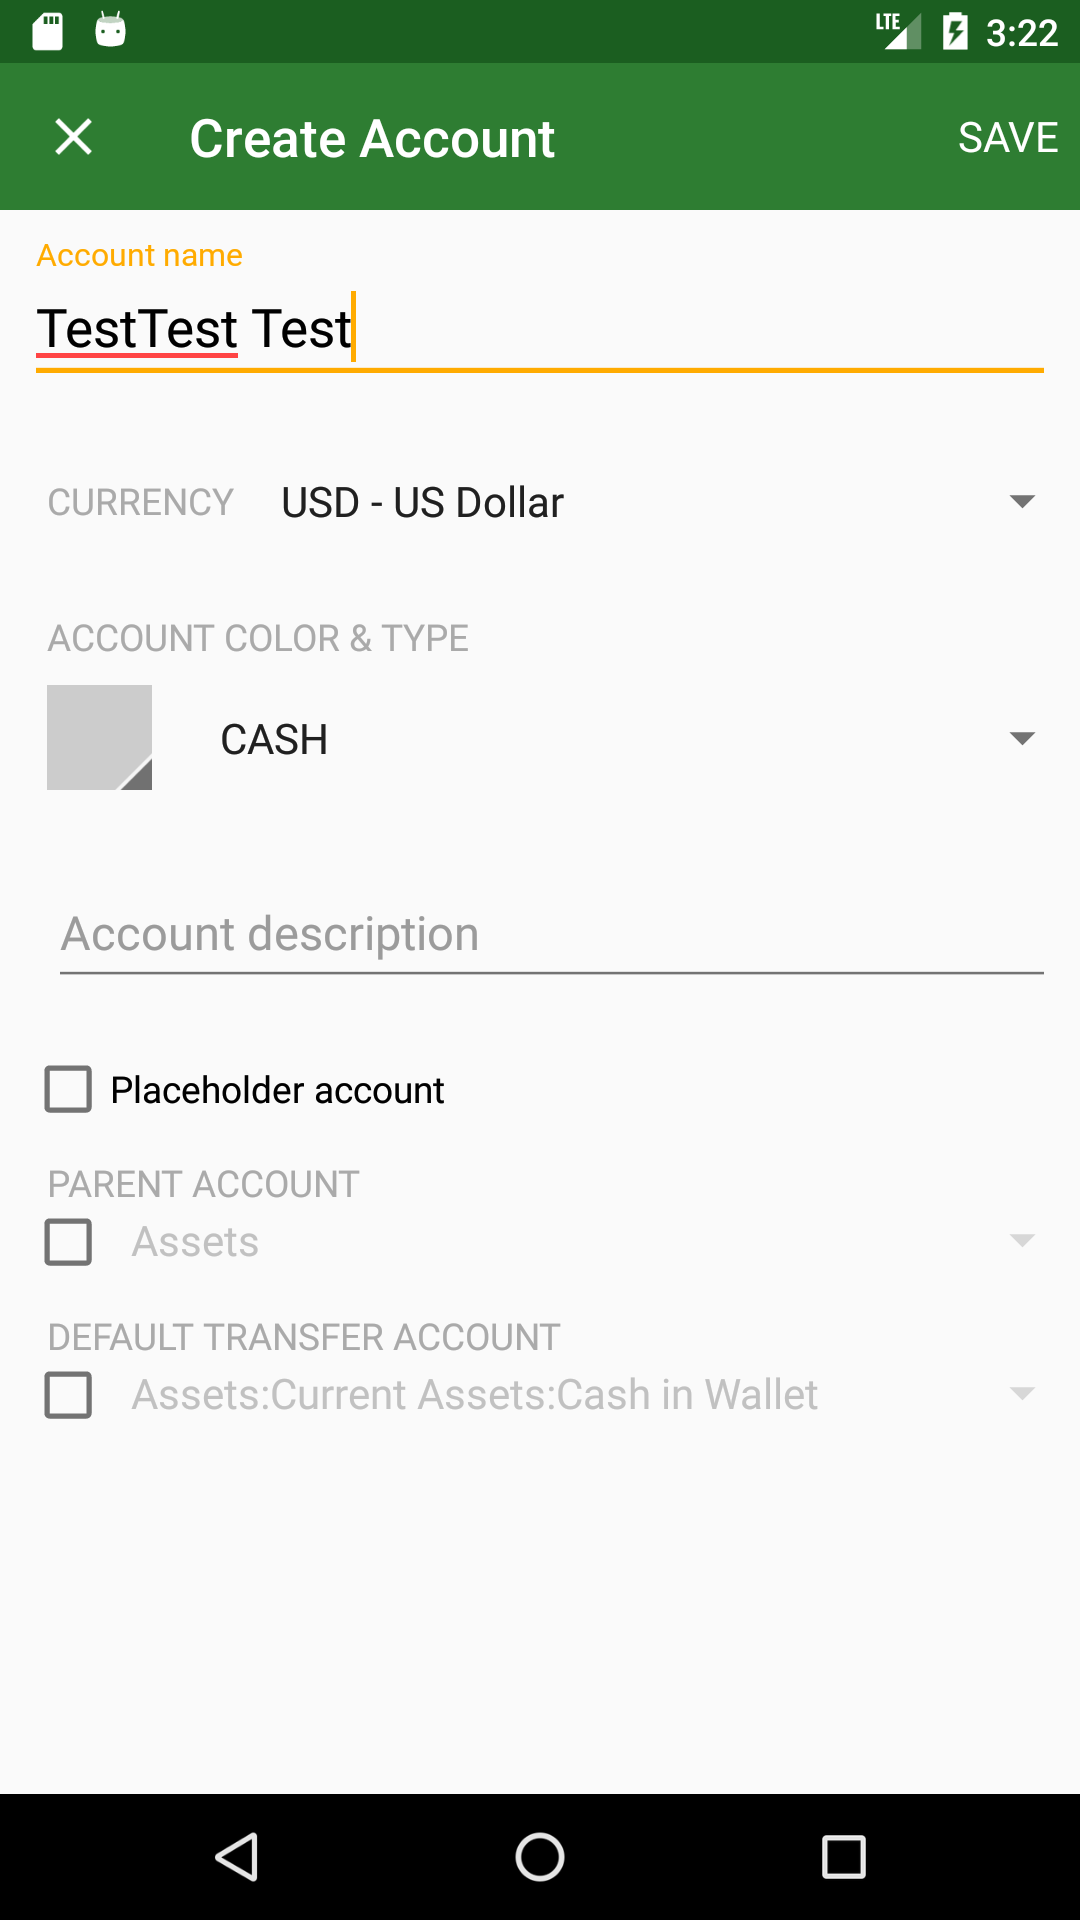 LTE 3:22
Create Account SAVE
Account name
TestTest Test
CURRENCY USD - US Dollar
ACCOUNT COLOR & TYPE
CASH
Account description
Placeholder account
PARENT ACCOUNT
Assets
DEFAULT TRANSFER ACCOUNT
Assets:Current Assets:Cash in Wallet